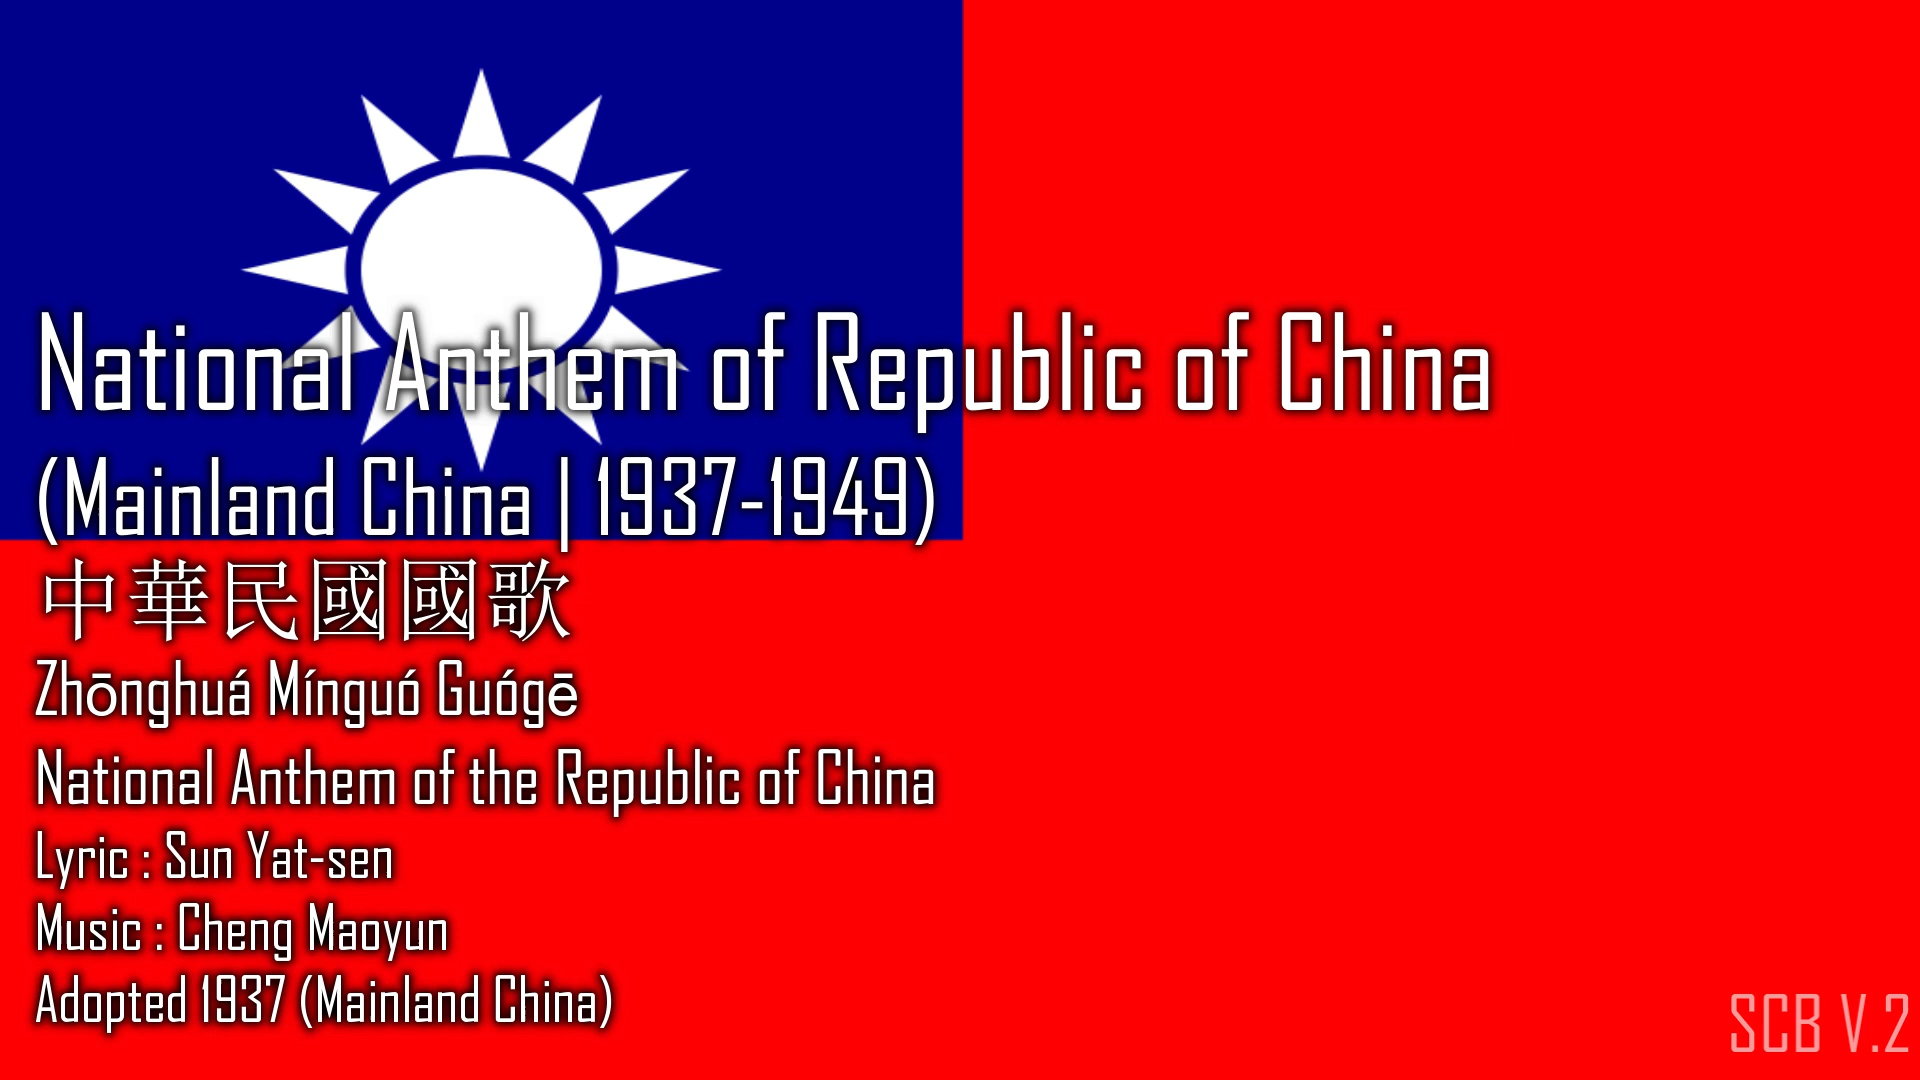 National Anthem of Republic of China
(Mainland China | 1937-1949)
中華民國國歌
Zhōnghuá Mínguó Guógē
National Anthem of the Republic of China
Lyric : Sun Yat-sen
Music : Cheng Maoyun
Adopted 1937 (Mainland China)
SCB V.2